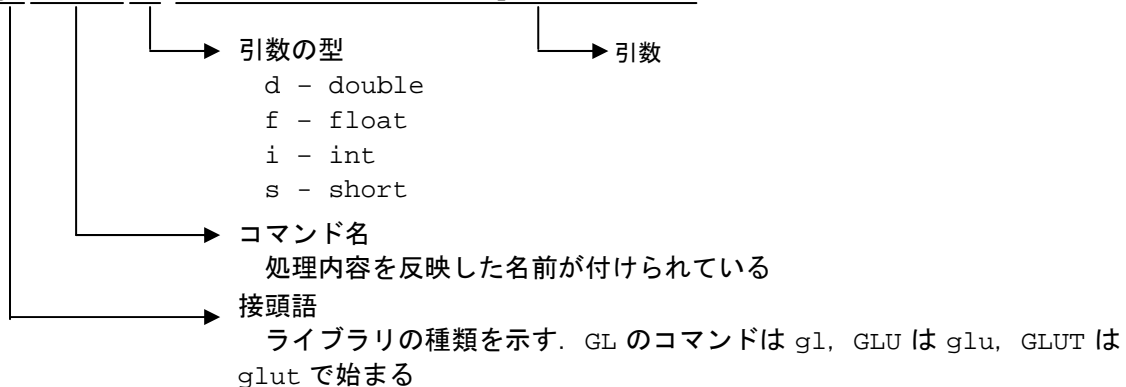 引数の型
引数
d – double
f – float
i – int
s - short
コマンド名
処理内容を反映した名前が付けられている
接頭語
ライブラリの種類を示す. GL のコマンドは gl, GLU は glu, GLUT は
glut で始まる